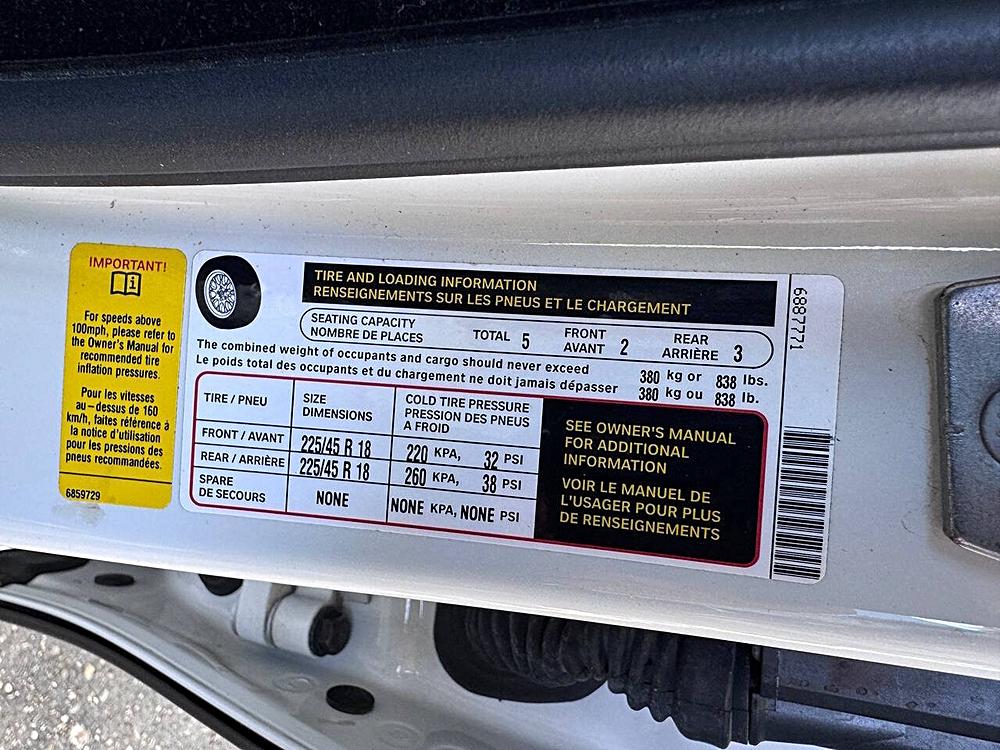 IMPORTANT!
For speeds above
100mph, please refer to
the Owner's Manual for
recommended tire
inflation pressures.
Pour les vitesses
au-dessus de 160
km/h, faites référence à
la notice d'utilisation
pour les pressions des
pneus recommandées.
6859729
TIRE AND LOADING INFORMATION
RENSEIGNEMENTS SUR LES PNEUS ET LE CHARGEMENT
SEATING CAPACITY
NOMBRE DE PLACES
TOTAL 5
FRONT
AVANT 2
REAR
ARRIÈRE 3
The combined weight of occupants and cargo should never exceed 380 kg or 838 lbs.
Le poids total des occupants et du chargement ne doit jamais dépasser 380 kg ou 838 lb.
TIRE / PNEU
SIZE
DIMENSIONS
COLD TIRE PRESSURE
PRESSION DES PNEUS
A FROID
FRONT / AVANT 225/45 R 18 220 KPA, 32 PSI
REAR / ARRIÈRE 225/45 R 18 260 KPA, 38 PSI
SPARE
DE SECOURS
NONE NONE KPA, NONE PSI
SEE OWNER'S MANUAL
FOR ADDITIONAL
INFORMATION
VOIR LE MANUEL DE
L'USAGER POUR PLUS
DE RENSEIGNEMENTS
6887771